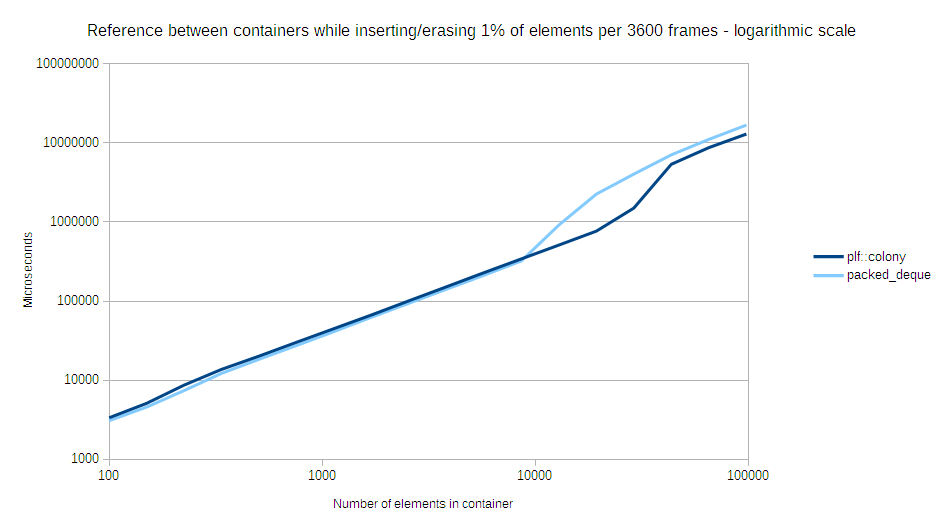 Reference between containers while inserting/erasing 1% of elements per 3600 frames - logarithmic scale
100000000
10000000
1000000
100000
10000
1000
100
1000
10000
100000
Microseconds
Number of elements in container
plf::colony
packed_deque